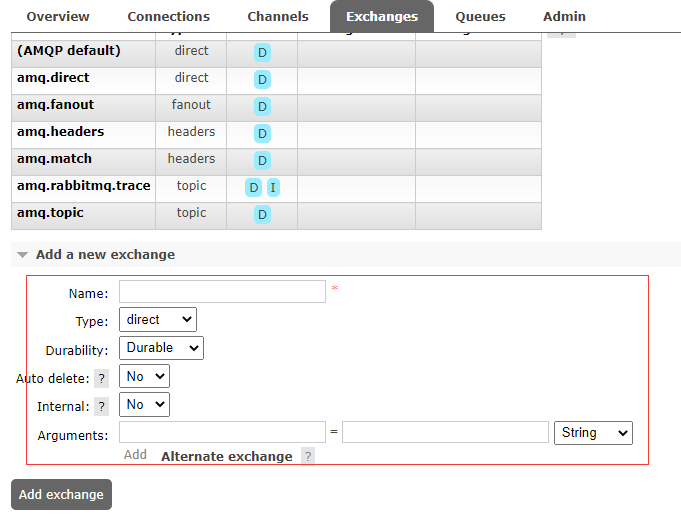 Overview Connections Channels Exchanges Queues Admin
(AMQP default) direct D
amq.direct direct D
amq.fanout fanout D
amq.headers headers D
amq.match headers D
amq.rabbitmq.trace topic D I
amq.topic topic D
Add a new exchange
Name: *
Type: direct
Durability: Durable
Auto delete: ? No
Internal: ? No
Arguments: = String
Add Alternate exchange ?
Add exchange